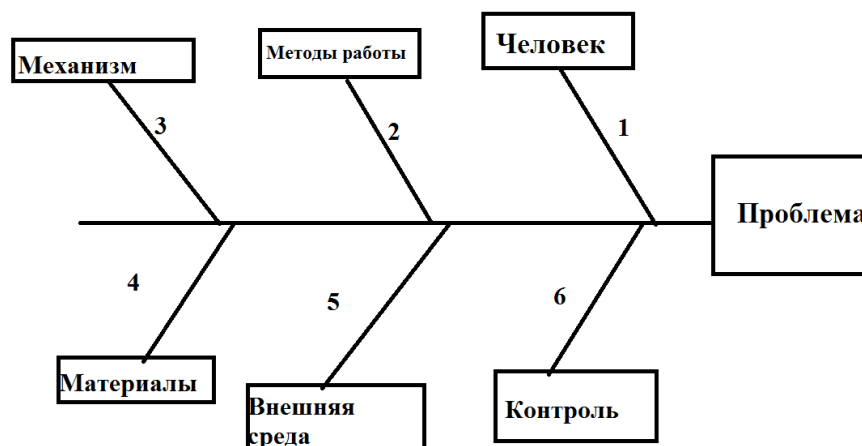 Механизм
Методы работы
Человек
3
2
1
Проблема
4
5
6
Материалы
Внешняя
среда
Контроль